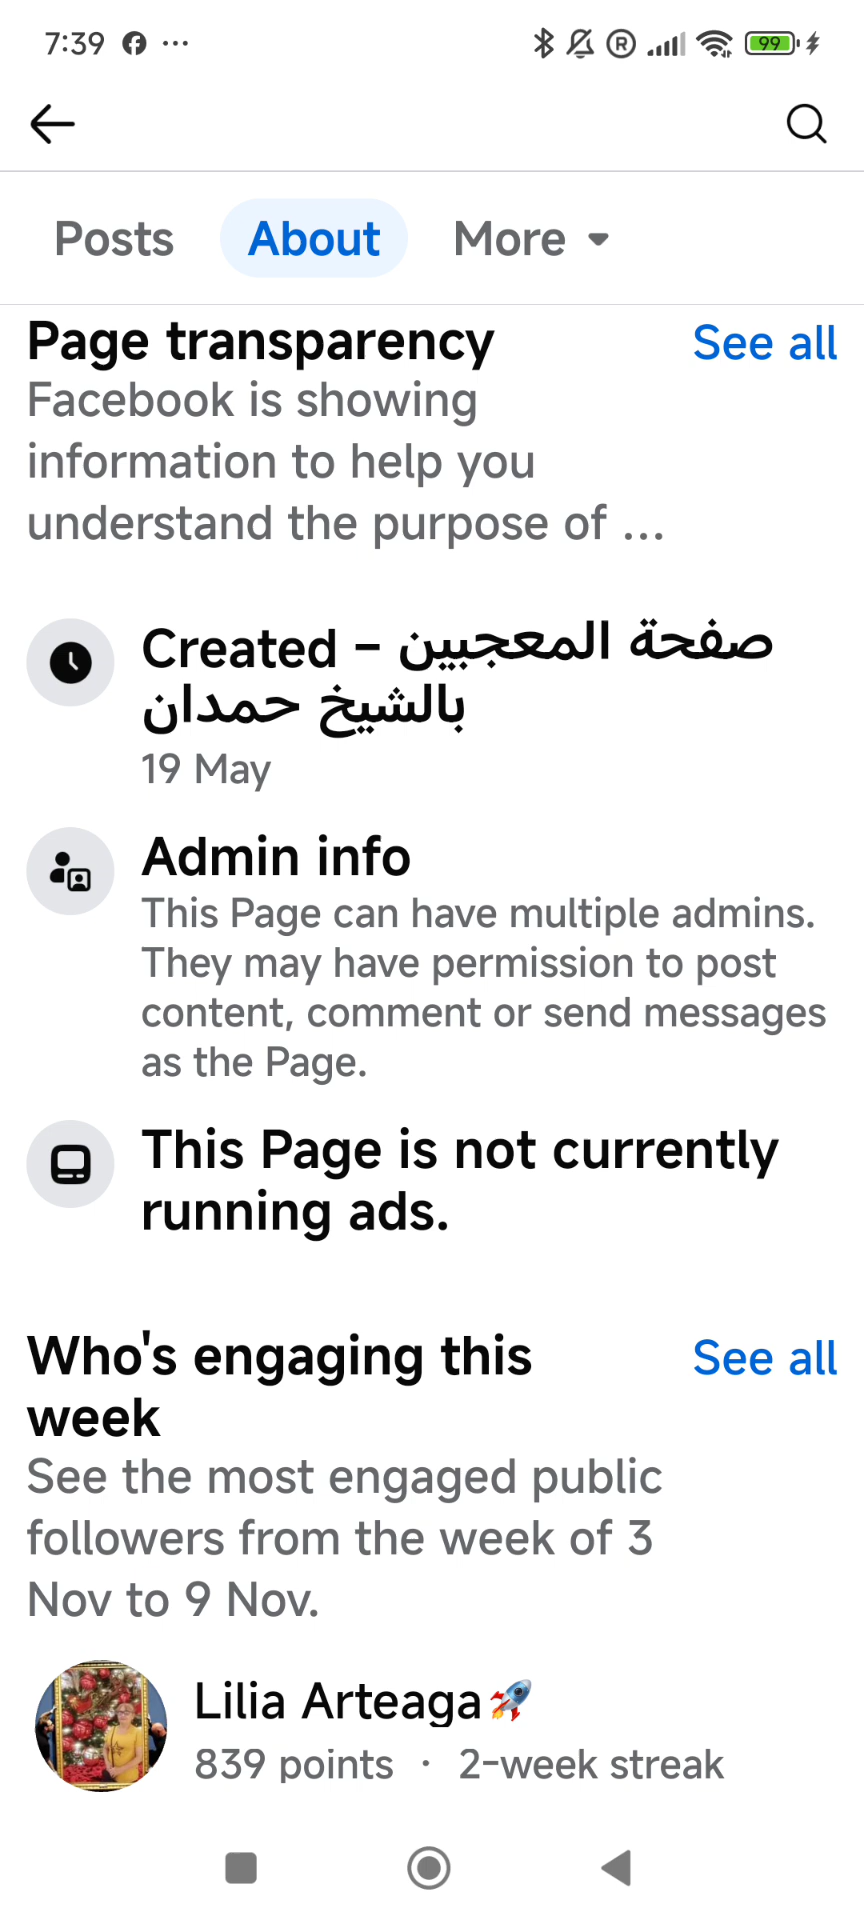 7:39
99
Posts About More
Page transparency See all
Facebook is showing
information to help you
understand the purpose of ...
Created – صفحة المعجبين
بالشيخ حمدان
19 May
Admin info
This Page can have multiple admins.
They may have permission to post
content, comment or send messages
as the Page.
This Page is not currently
running ads.
Who's engaging this See all
week
See the most engaged public
followers from the week of 3
Nov to 9 Nov.
Lilia Arteaga🚀
839 points · 2-week streak